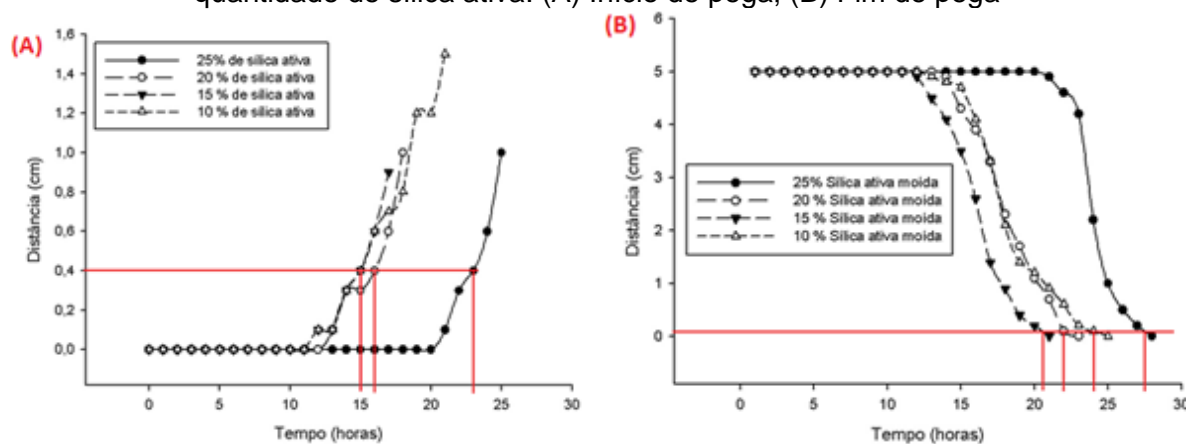 quantidade de sílica ativa. (A) Início de pega, (B) Fim de pega
(A)
1,6
1,4
1,2
1,0
0,8
0,6
0,4
0,2
0,0
Distância (cm)
25% de sílica ativa
20 % de sílica ativa
15 % de sílica ativa
10 % de sílica ativa
0 5 10 15 20 25 30
Tempo (horas)
(B)
6
5
4
3
2
1
0
Distância (cm)
25% Sílica ativa moída
20 % Sílica ativa moída
15 % Sílica ativa moída
10 % Sílica ativa moída
0 5 10 15 20 25 30
Tempo (horas)